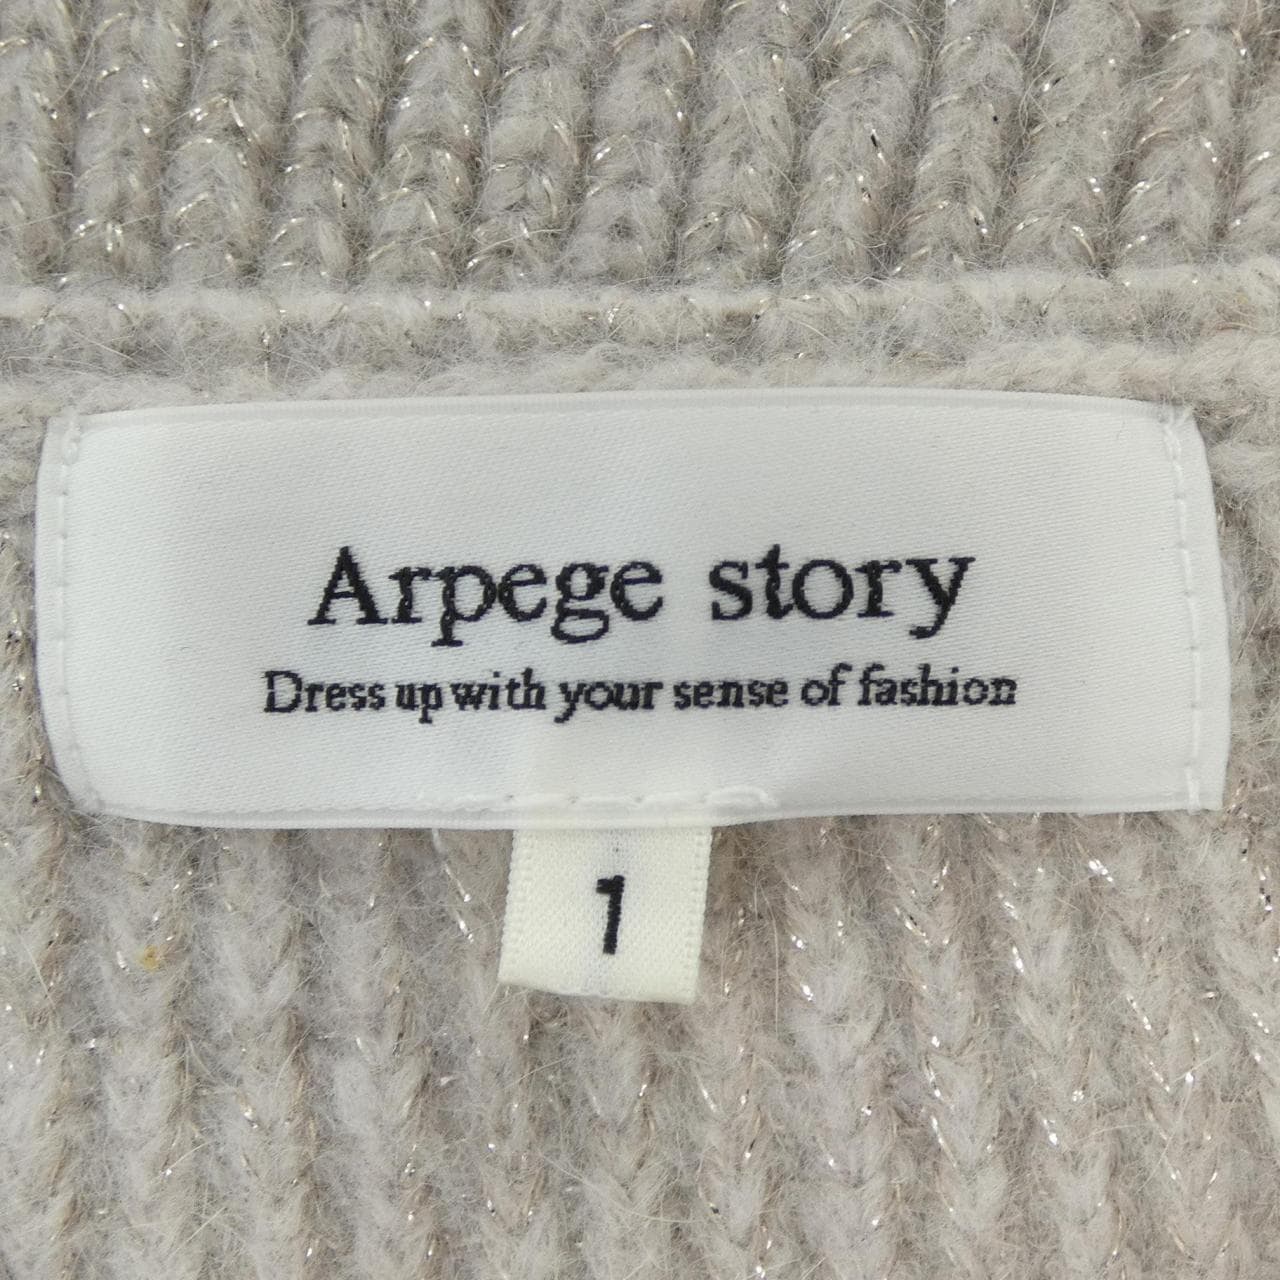 Arpege story
Dress up with your sense of fashion
1